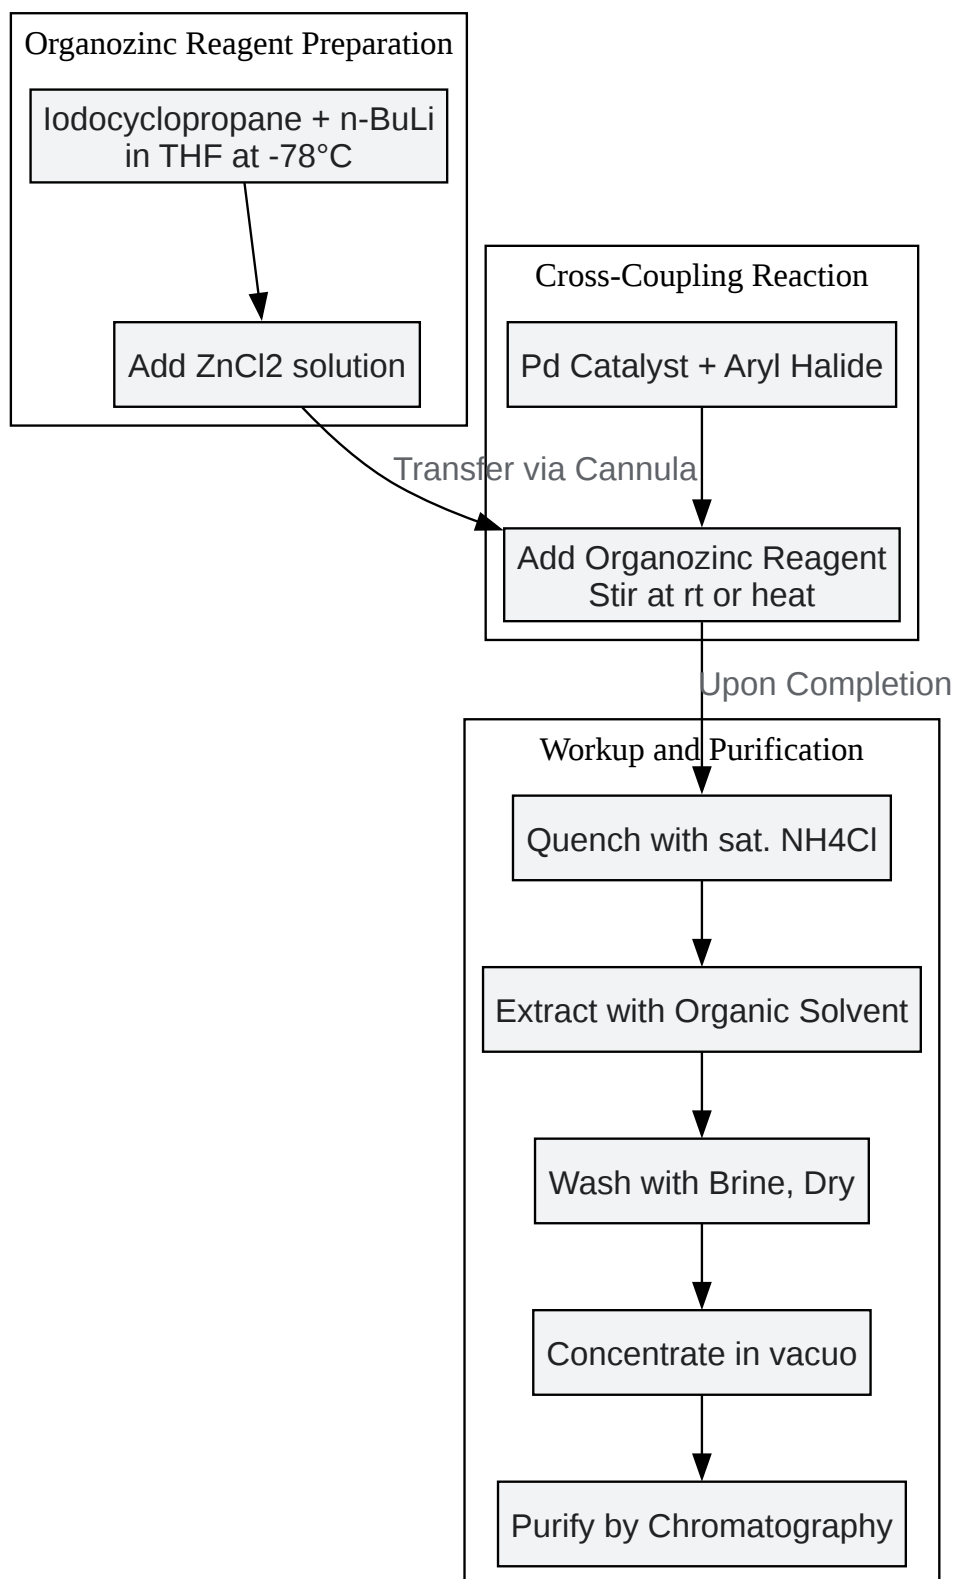 Organozinc Reagent Preparation
Iodocyclopropane + n-BuLi
in THF at -78°C
Add ZnCl2 solution
Cross-Coupling Reaction
Pd Catalyst + Aryl Halide
Transfer via Cannula
Add Organozinc Reagent
Stir at rt or heat
Upon Completion
Workup and Purification
Quench with sat. NH4Cl
Extract with Organic Solvent
Wash with Brine, Dry
Concentrate in vacuo
Purify by Chromatography